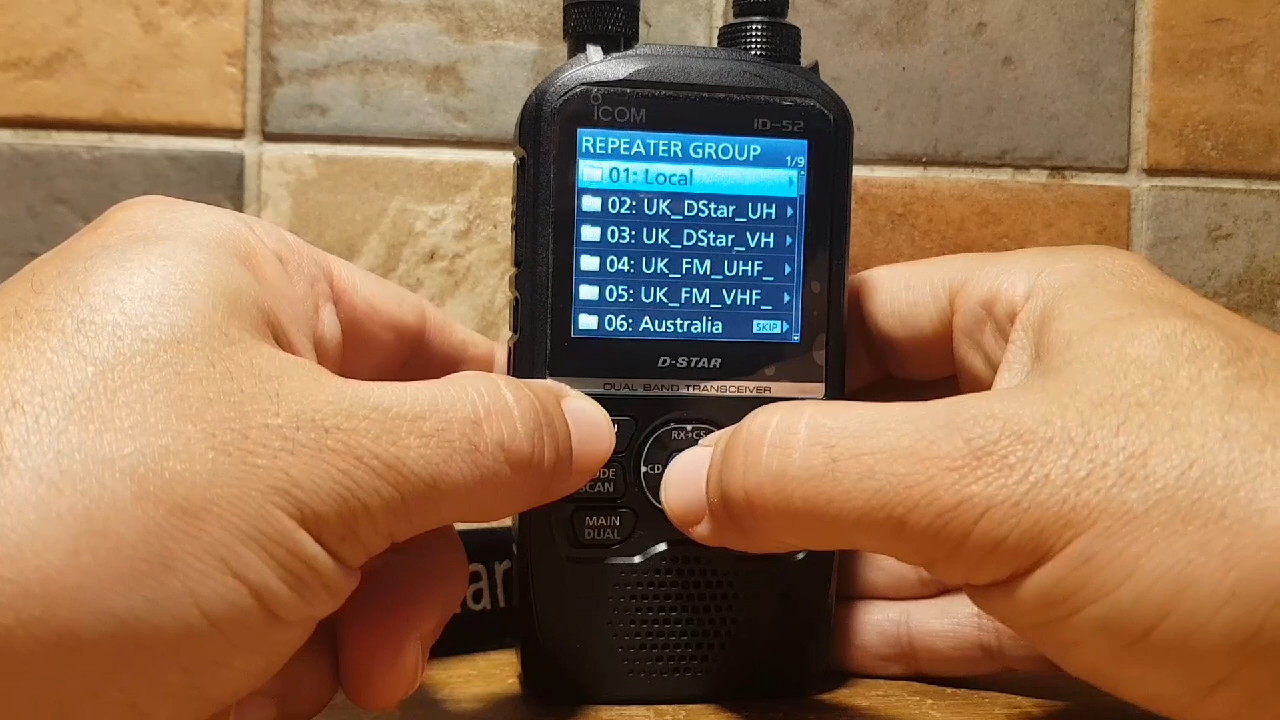 ICOM
ID-52
REPEATER GROUP
1/9
01: Local
02: UK_DStar_UH
03: UK_DStar_VH
04: UK_FM_UHF_
05: UK_FM_VHF_
06: Australia SKIP
D-STAR
DUAL BAND TRANSCEIVER
RX→CS
CD
SCAN
MAIN
DUAL